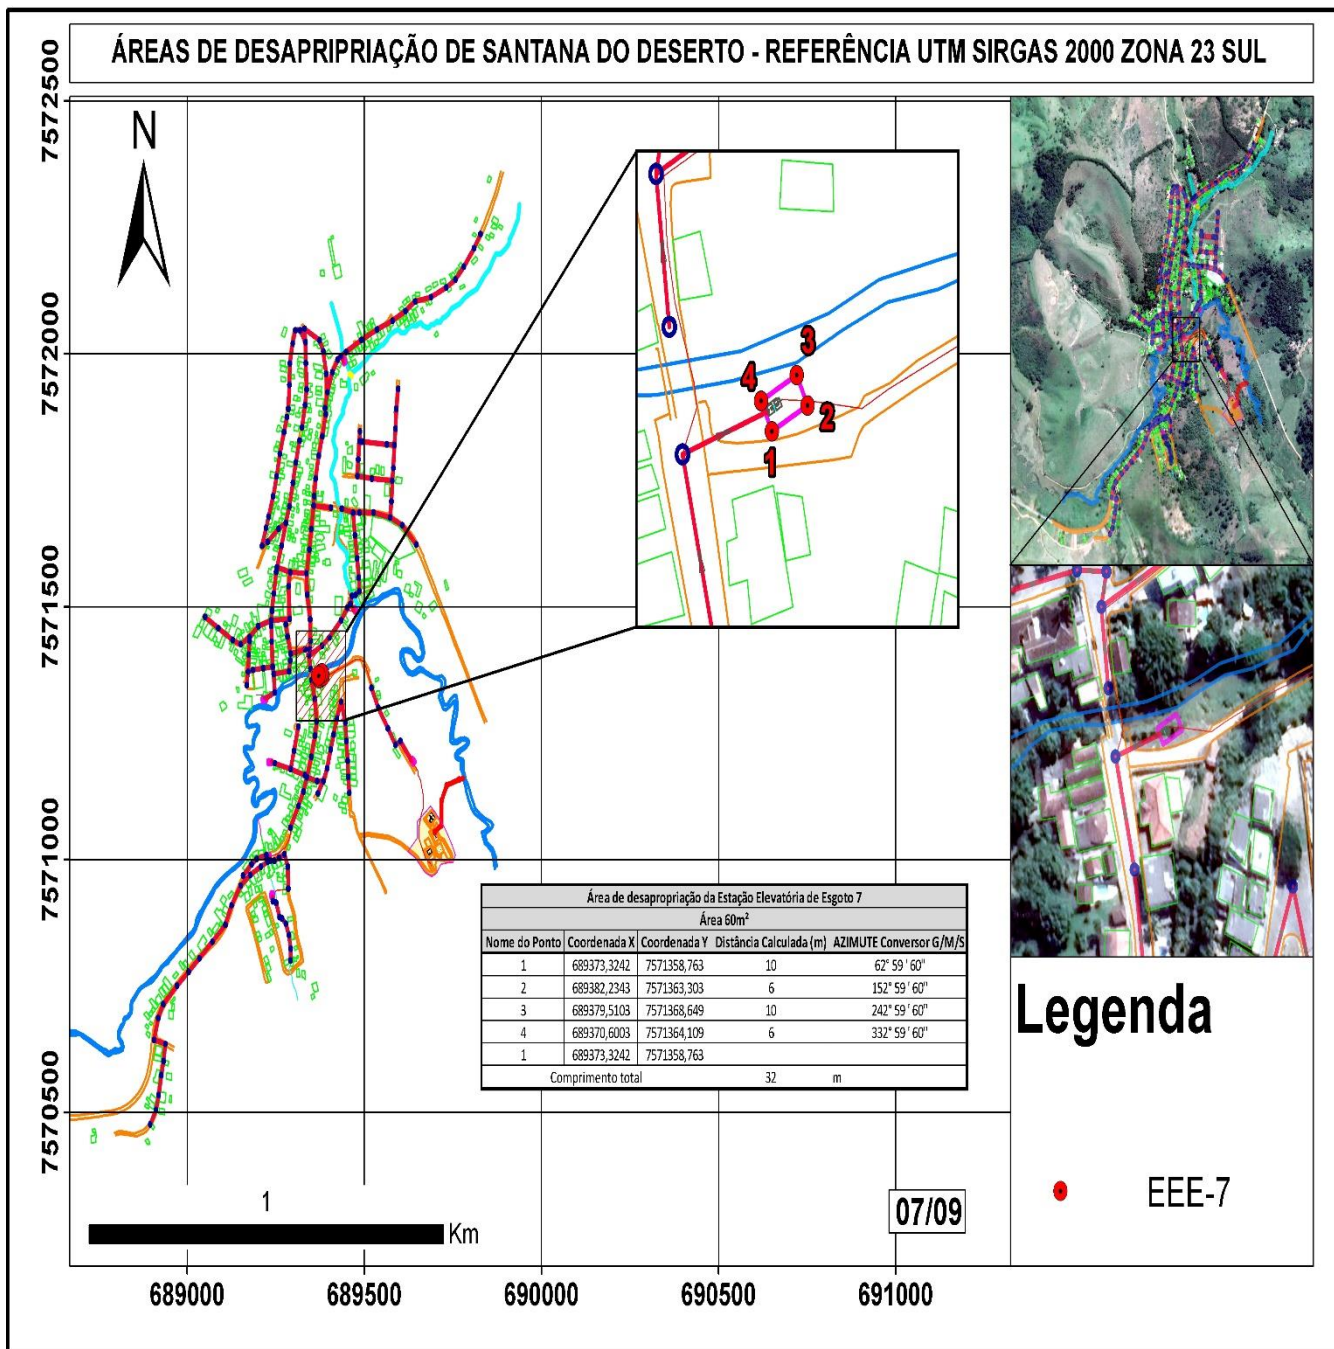 ÁREAS DE DESAPRIPRIAÇÃO DE SANTANA DO DESERTO - REFERÊNCIA UTM SIRGAS 2000 ZONA 23 SUL
7572500
N
3
4
2
1
7572000
7571500
7571000
Área de desapropriação da Estação Elevatória de Esgoto 7
Área 60m²
Nome do Ponto Coordenada X Coordenada Y Distância Calculada (m) AZIMUTE Conversor G/M/S
1 689373,3242 7571358,763 10 62° 59 ' 60"
2 689382,2343 7571363,303 6 152° 59 ' 60"
3 689379,5103 7571368,649 10 242° 59 ' 60"
4 689370,6003 7571364,109 6 332° 59 ' 60"
1 689373,3242 7571358,763
Comprimento total 32 m
7570500
Legenda
EEE-7
1
Km
07/09
689000 689500 690000 690500 691000